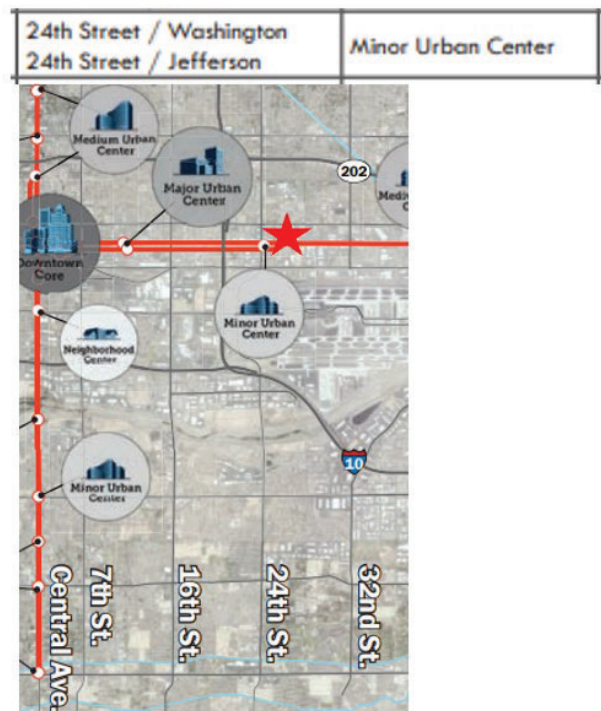 24th Street / Washington
24th Street / Jefferson
Minor Urban Center
Medium Urban
Center
Major Urban
Center
202
Downtown
Core
Minor Urban
Center
Neighborhood
Center
10
Minor Urban
Center
Central Ave.
7th St.
16th St.
24th St.
32nd St.